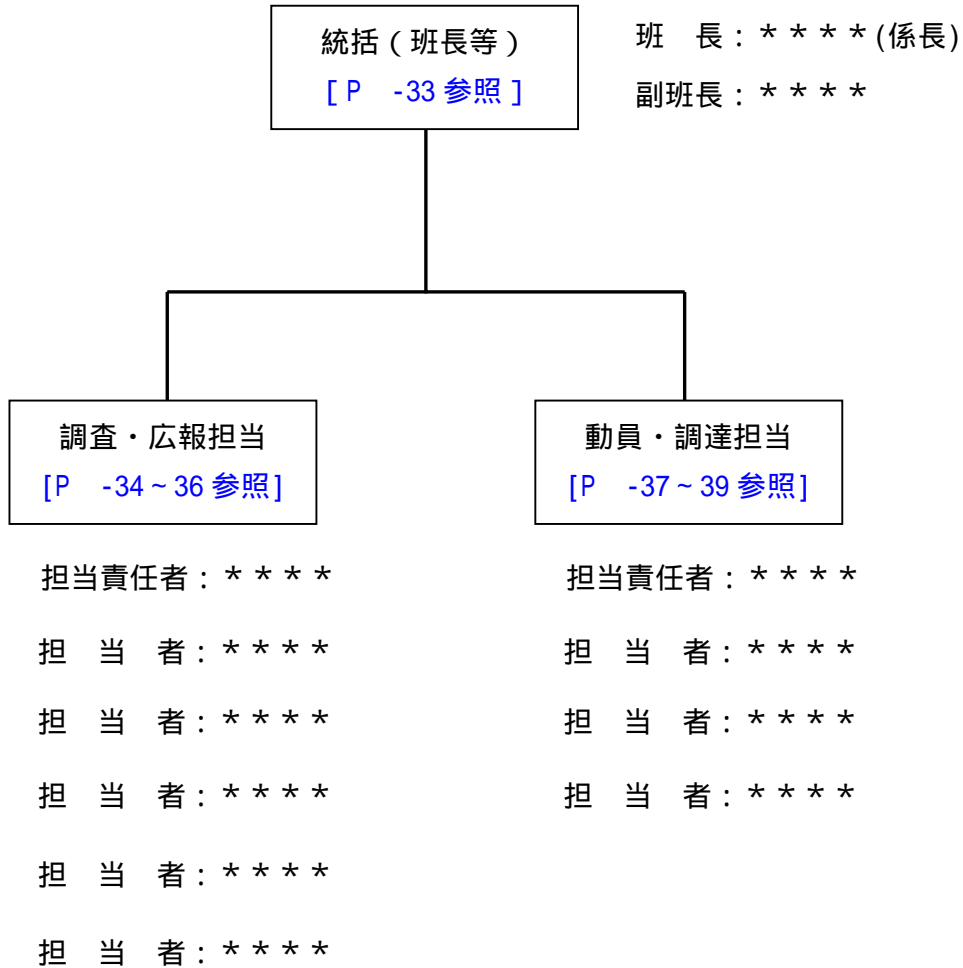 統括(班長等)
[P -33 参照]
班 長:****(係長)
副班長:****
調査・広報担当
[P -34~36 参照]
担当責任者:****
担 当 者:****
担 当 者:****
担 当 者:****
担 当 者:****
担 当 者:****
動員・調達担当
[P -37~39 参照]
担当責任者:****
担 当 者:****
担 当 者:****
担 当 者:****